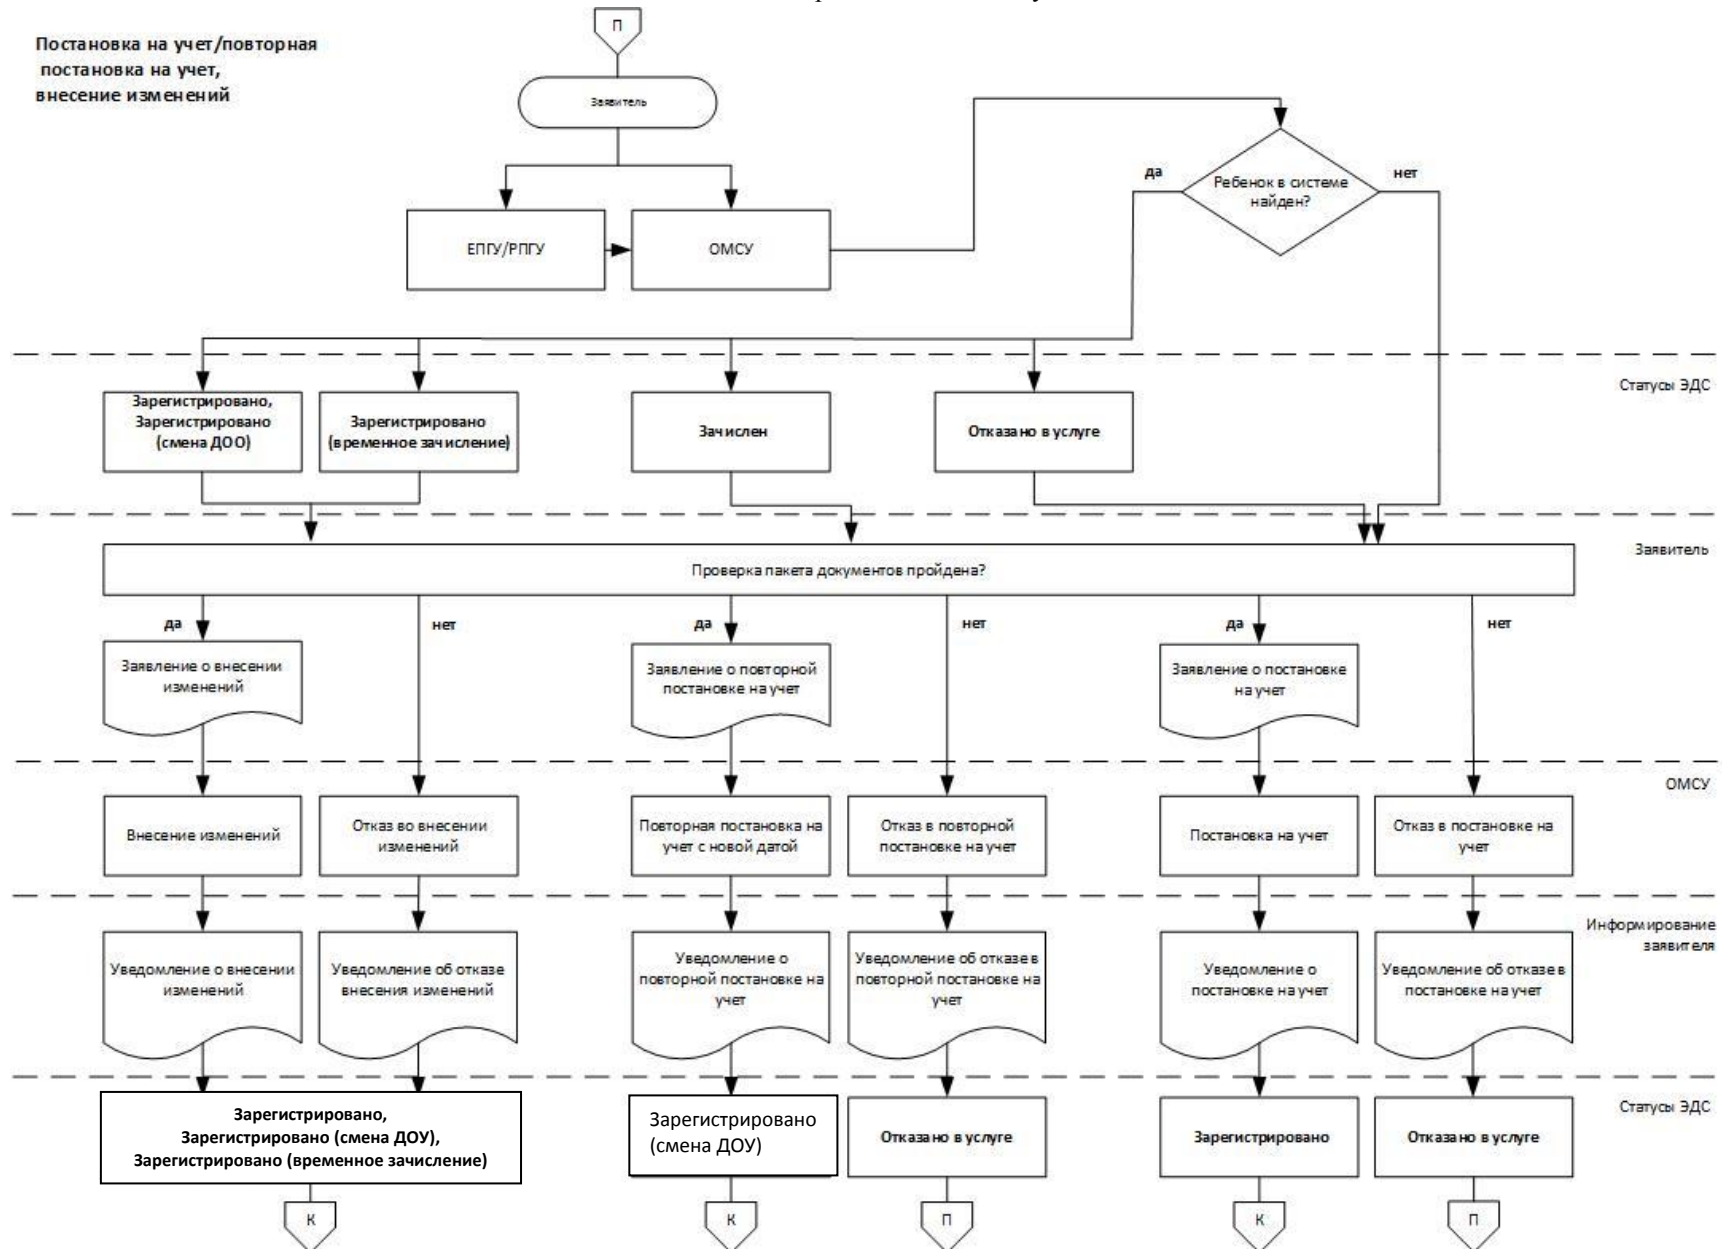 П
Постановка на учет/повторная
постановка на учет,
внесение изменений
Заявитель
ЕПГУ/РПГУ
ОМСУ
да
Ребенок в системе
найден?
нет
Статусы ЭДС
Зарегистрировано,
Зарегистрировано
(смена ДОО)
Зарегистрировано
(временное зачисление)
Зачислен
Отказано в услуге
Заявитель
Проверка пакета документов пройдена?
да
нет
да
нет
да
нет
Заявление о внесении
изменений
Заявление о повторной
постановке на учет
Заявление о постановке
на учет
ОМСУ
Внесение изменений
Отказ во внесении
изменений
Повторная постановка на
учет с новой датой
Отказ в повторной
постановке на учет
Постановка на учет
Отказ в постановке на
учет
Информирование
заявителя
Уведомление о внесении
изменений
Уведомление об отказе
внесения изменений
Уведомление о
повторной постановке на
учет
Уведомление об отказе в
повторной постановке на
учет
Уведомление о
постановке на учет
Уведомление об отказе в
постановке на учет
Статусы ЭДС
Зарегистрировано,
Зарегистрировано (смена ДОУ),
Зарегистрировано (временное зачисление)
Зарегистрировано
(смена ДОУ)
Отказано в услуге
Зарегистрировано
Отказано в услуге
К
К
П
К
П